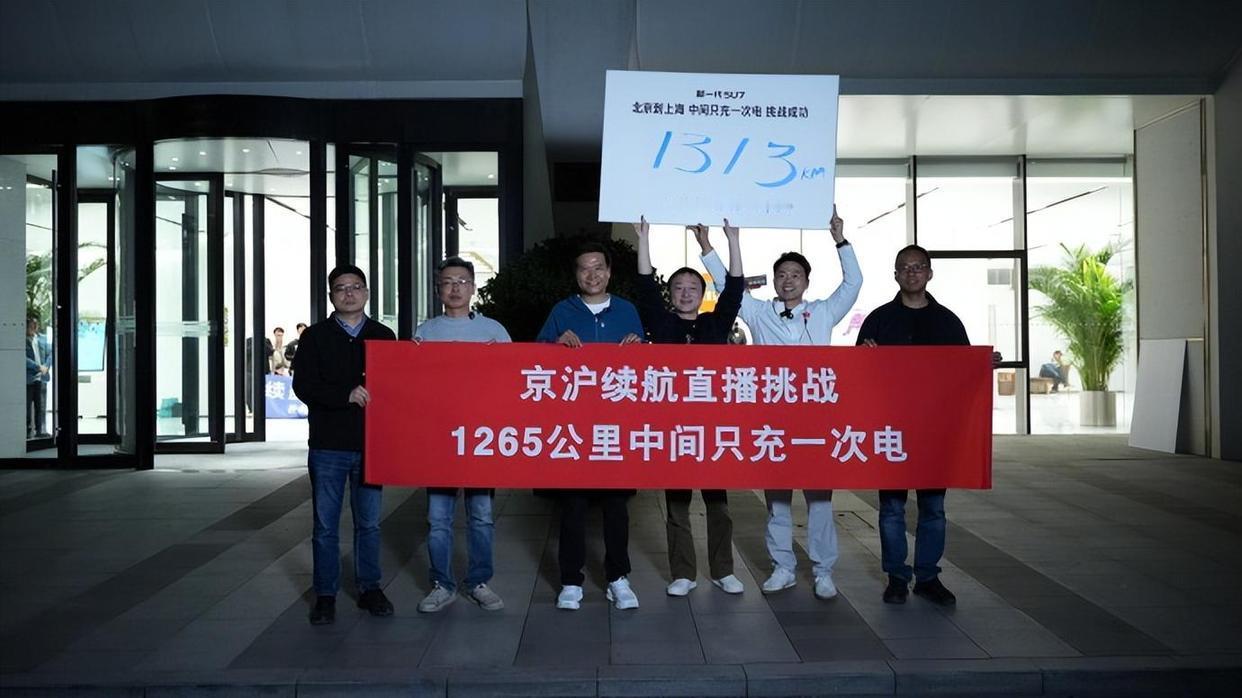 新一代SU7
北京到上海 中间只充一次电 挑战成功
1313KM
京沪续航直播挑战
1265公里中间只充一次电
续